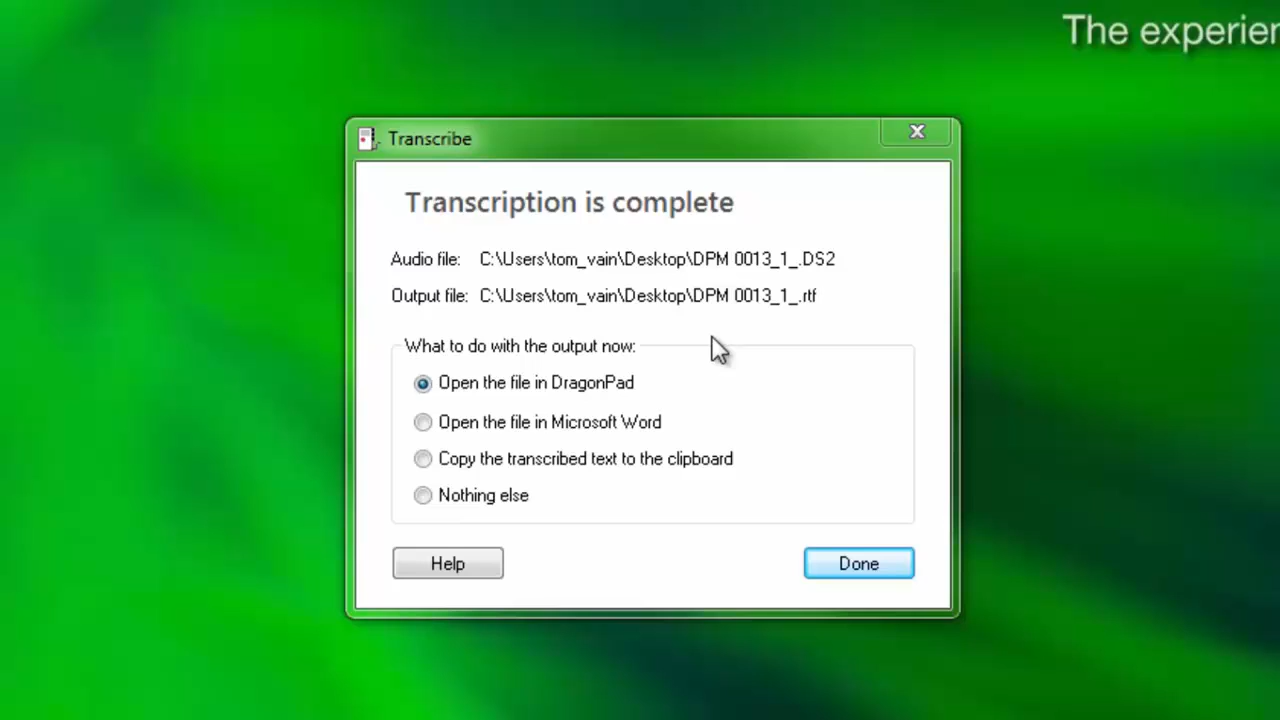 The experien
Transcribe
Transcription is complete
Audio file: C:\Users\tom_vain\Desktop\DPM 0013_1_.DS2
Output file: C:\Users\tom_vain\Desktop\DPM 0013_1_.rtf
What to do with the output now:
Open the file in DragonPad
Open the file in Microsoft Word
Copy the transcribed text to the clipboard
Nothing else
Help
Done